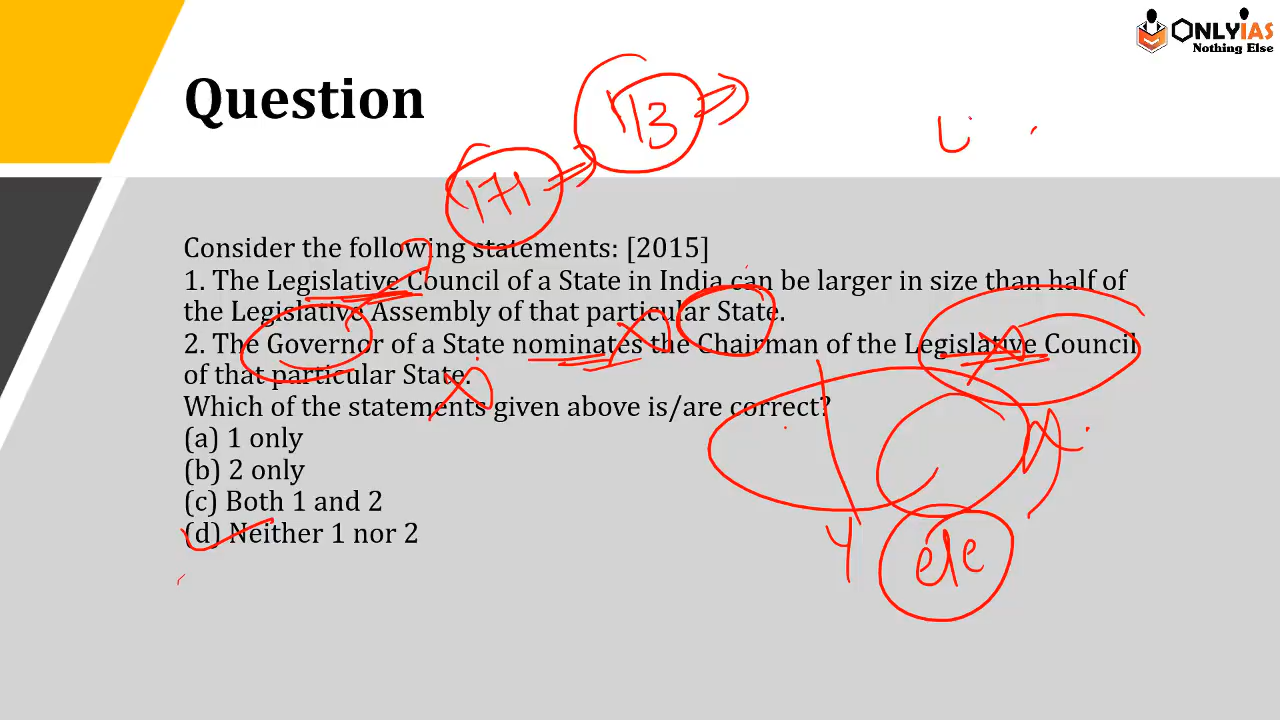 ONLYIAS
Nothing Else
Question
1/3
171
Consider the following statements: [2015]
1. The Legislative Council of a State in India can be larger in size than half of
the Legislative Assembly of that particular State.
2. The Governor of a State nominates the Chairman of the Legislative Council
of that particular State.
Which of the statements given above is/are correct?
(a) 1 only
(b) 2 only
(c) Both 1 and 2
(d) Neither 1 nor 2
ele